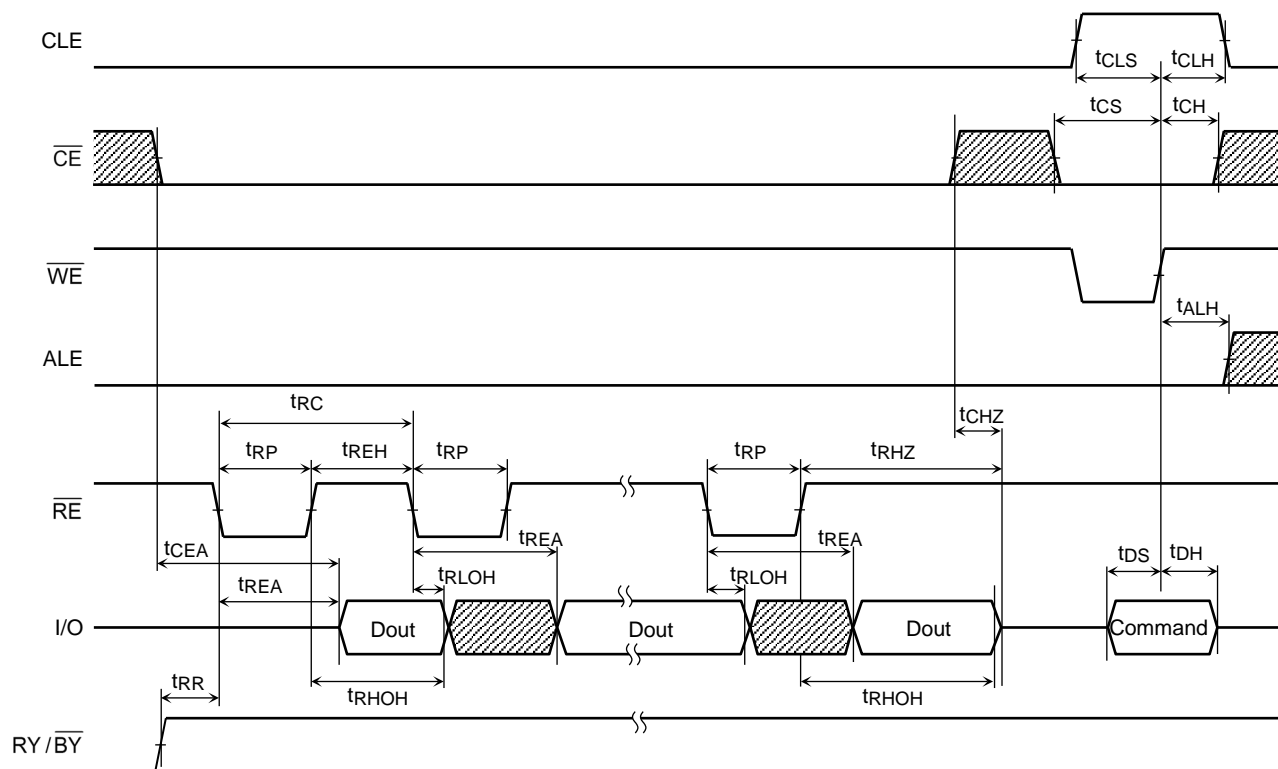 CLE
tCLS tCLH
tCS tCH
CE
WE
tALH
ALE
tRC
tCHZ
tRP tREH tRP tRP tRHZ
RE
tCEA tREA tREA
tREA tRLOH tRLOH tDS tDH
I/O Dout Dout Dout Command
tRR tRHOH tRHOH
RY/BY